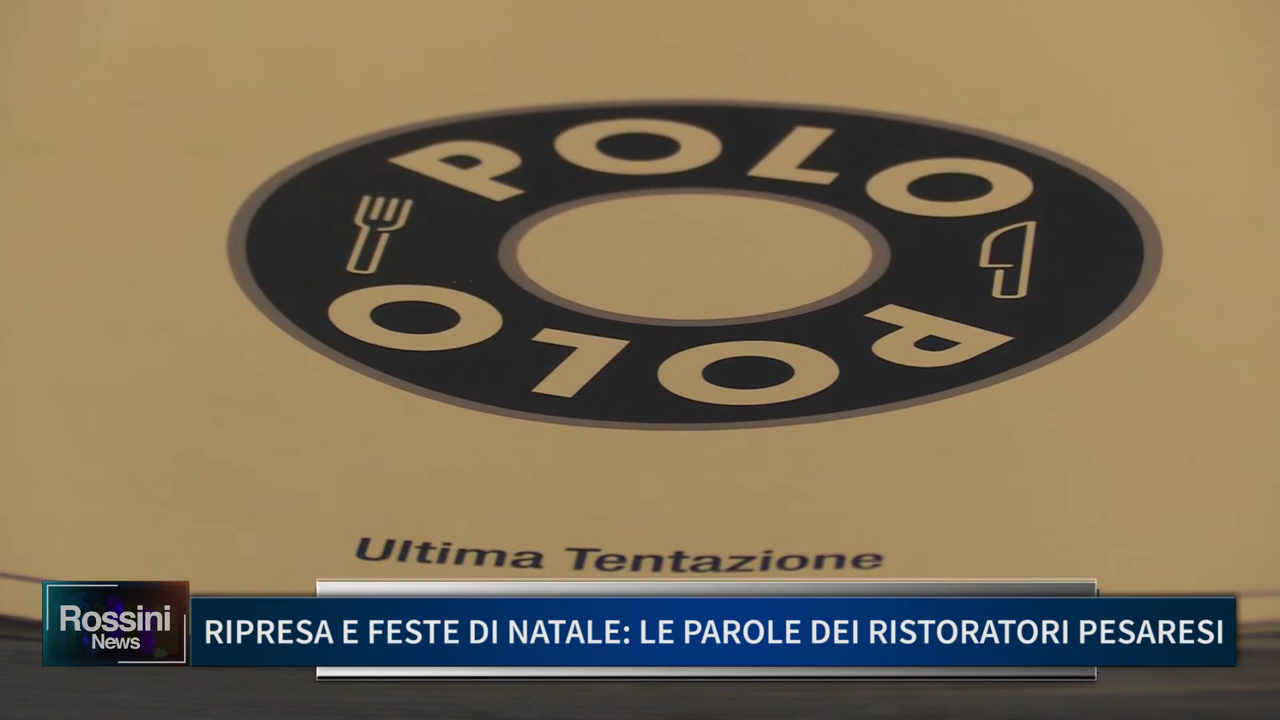 POLO
POLO
Ultima Tentazione
Rossini
News
RIPRESA E FESTE DI NATALE: LE PAROLE DEI RISTORATORI PESARESI